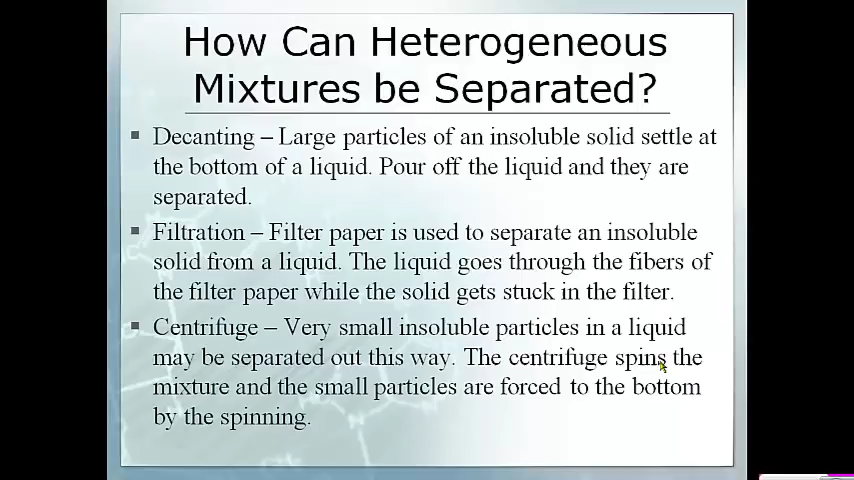 How Can Heterogeneous
Mixtures be Separated?
Decanting – Large particles of an insoluble solid settle at
the bottom of a liquid. Pour off the liquid and they are
separated.
Filtration – Filter paper is used to separate an insoluble
solid from a liquid. The liquid goes through the fibers of
the filter paper while the solid gets stuck in the filter.
Centrifuge – Very small insoluble particles in a liquid
may be separated out this way. The centrifuge spins the
mixture and the small particles are forced to the bottom
by the spinning.